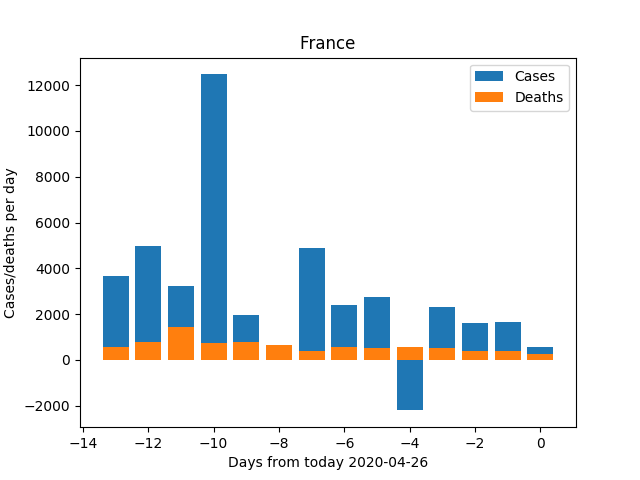 France
Cases
Deaths
Cases/deaths per day
12000
10000
8000
6000
4000
2000
0
−2000
−14 −12 −10 −8 −6 −4 −2 0
Days from today 2020-04-26